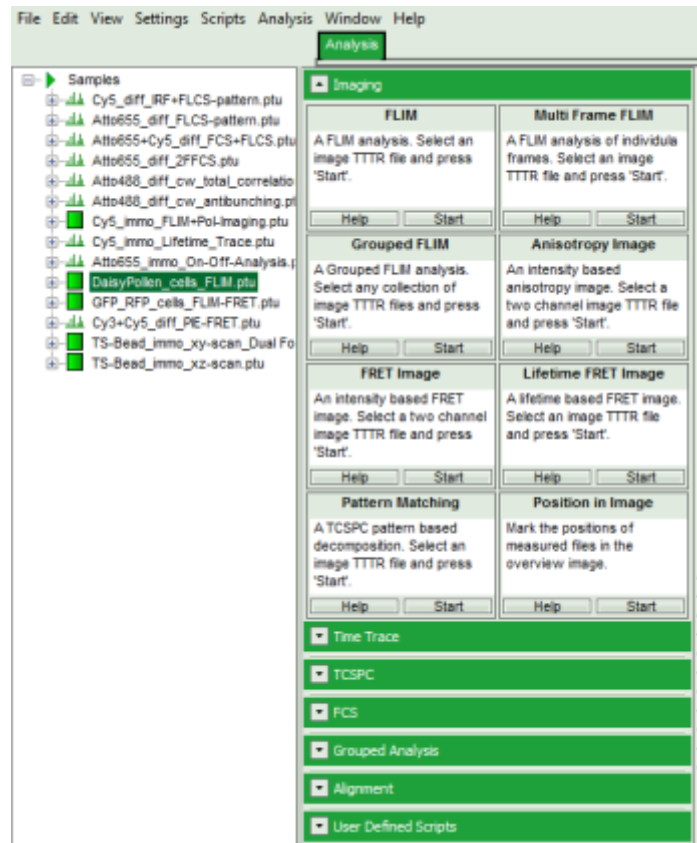 File Edit View Settings Scripts Analysis Window Help
Analysis
Samples
Cy5_diff_IRF+FLCS-pattern.ptu
Atto655_diff_FLCS-pattern.ptu
Atto655+Cy5_diff_FCS+FLCS.ptu
Atto655_diff_2FFCS.ptu
Atto488_diff_cw_total_correlatio
Atto488_diff_cw_antibunching.pt
Cy5_immo_FLIM+Pol-Imaging.ptu
Cy5_immo_Lifetime_Trace.ptu
Atto655_immo_On-Off-Analysis.p
DaisyPollen_cells_FLIM.ptu
GFP_RFP_cells_FLIM-FRET.ptu
Cy3+Cy5_diff_PIE-FRET.ptu
TS-Bead_immo_xy-scan_Dual Fo
TS-Bead_immo_xz-scan.ptu
Imaging
FLIM
A FLIM analysis. Select an
image TTTR file and press
'Start'.
Help Start
Multi Frame FLIM
A FLIM analysis of individula
frames. Select an image
TTTR file and press 'Start'.
Help Start
Grouped FLIM
A Grouped FLIM analysis.
Select any collection of
image TTTR files and press
'Start'.
Help Start
Anisotropy Image
An intensity based
anisotropy image. Select a
two channel image TTTR file
and press 'Start'.
Help Start
FRET Image
An intensity based FRET
image. Select a two channel
image TTTR file and press
'Start'.
Help Start
Lifetime FRET Image
A lifetime based FRET image.
Select an image TTTR file
and press 'Start'.
Help Start
Pattern Matching
A TCSPC pattern based
decomposition. Select an
image TTTR file and press
'Start'.
Help Start
Position in Image
Mark the positions of
measured files in the
overview image.
Help Start
Time Trace
TCSPC
FCS
Grouped Analysis
Alignment
User Defined Scripts